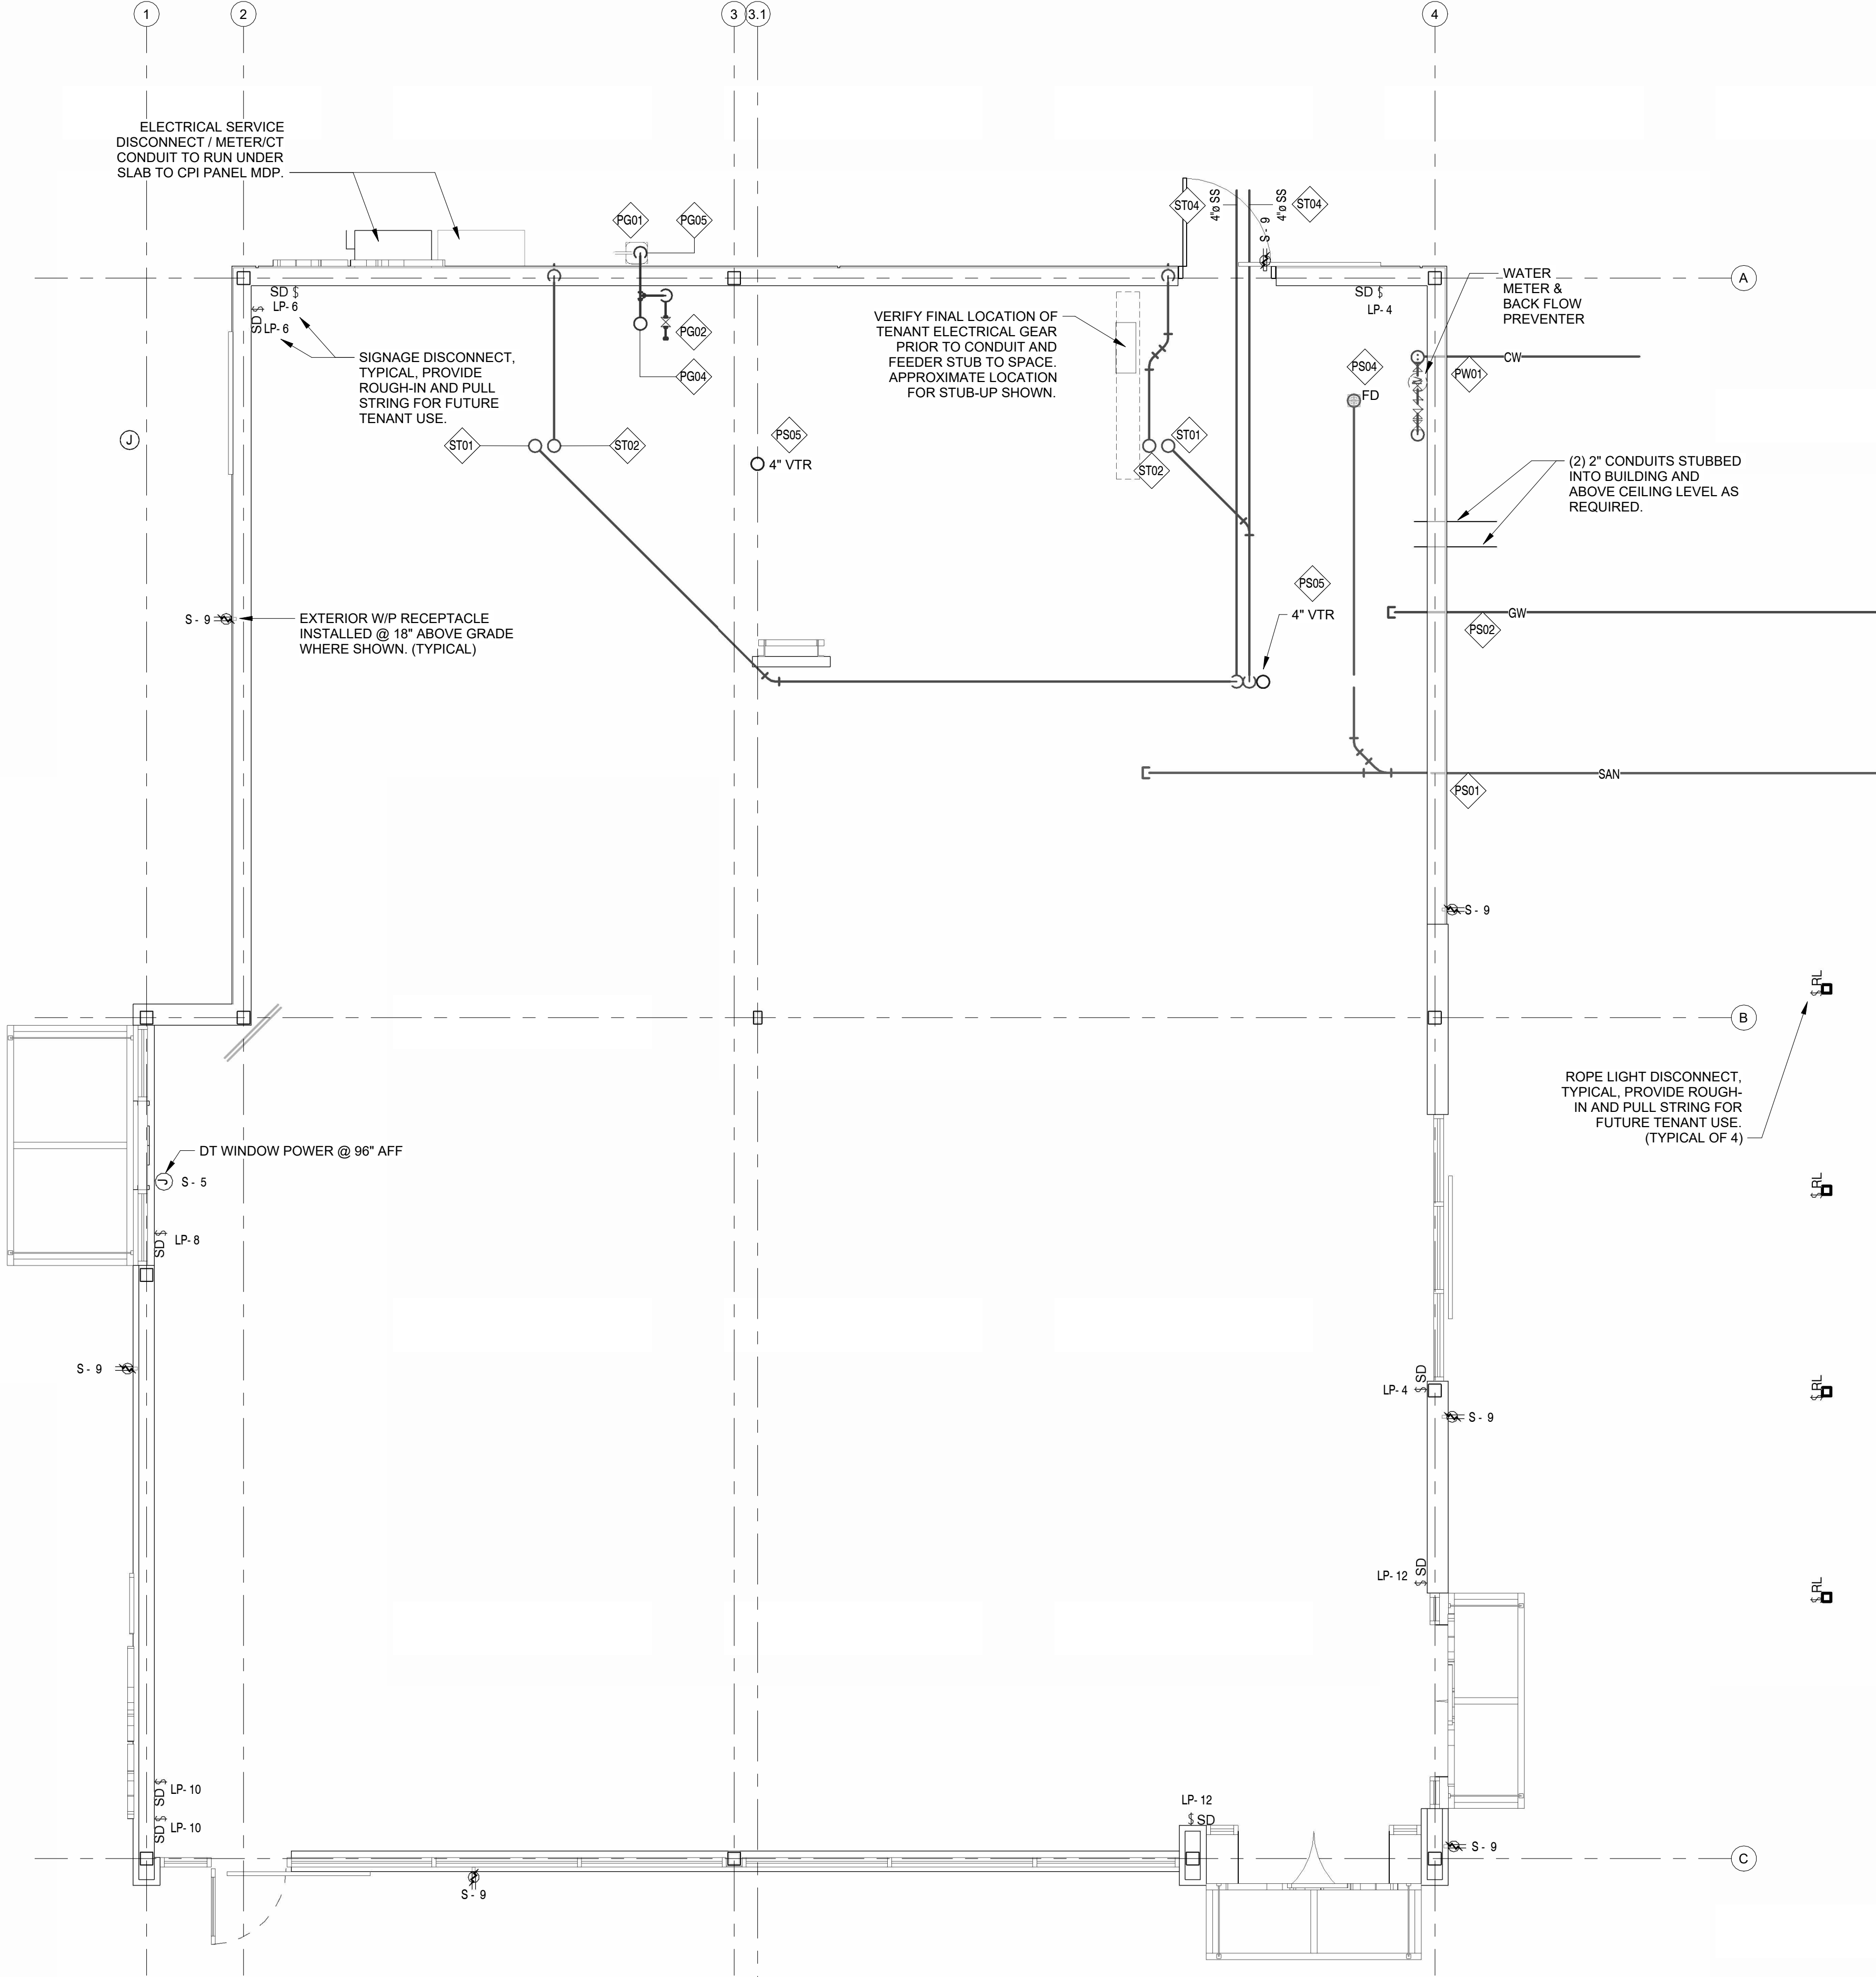 1
2
3
3.1
4
ELECTRICAL SERVICE
DISCONNECT / METER/CT
CONDUIT TO RUN UNDER
SLAB TO CPI PANEL MDP.
PG01
PG05
ST04
4"ø SS
4"ø SS
ST04
S - 9
A
SD $
LP- 6
SD $
LP- 6
SIGNAGE DISCONNECT,
TYPICAL, PROVIDE
ROUGH-IN AND PULL
STRING FOR FUTURE
TENANT USE.
PG02
PG04
VERIFY FINAL LOCATION OF
TENANT ELECTRICAL GEAR
PRIOR TO CONDUIT AND
FEEDER STUB TO SPACE.
APPROXIMATE LOCATION
FOR STUB-UP SHOWN.
SD $
LP- 4
WATER
METER &
BACK FLOW
PREVENTER
CW
PW01
PS04
FD
J
ST01
ST02
PS05
4" VTR
ST01
ST02
(2) 2" CONDUITS STUBBED
INTO BUILDING AND
ABOVE CEILING LEVEL AS
REQUIRED.
PS05
4" VTR
GW
PS02
S - 9
EXTERIOR W/P RECEPTACLE
INSTALLED @ 18" ABOVE GRADE
WHERE SHOWN. (TYPICAL)
SAN
PS01
S - 9
$ RL
B
ROPE LIGHT DISCONNECT,
TYPICAL, PROVIDE ROUGH-
IN AND PULL STRING FOR
FUTURE TENANT USE.
(TYPICAL OF 4)
DT WINDOW POWER @ 96" AFF
J
S - 5
$ RL
SD $
LP- 8
S - 9
LP- 4
$ SD
S - 9
$ RL
LP- 12
$ SD
$ RL
SD $
LP- 10
SD $
LP- 10
LP- 12
$ SD
S - 9
C
S - 9